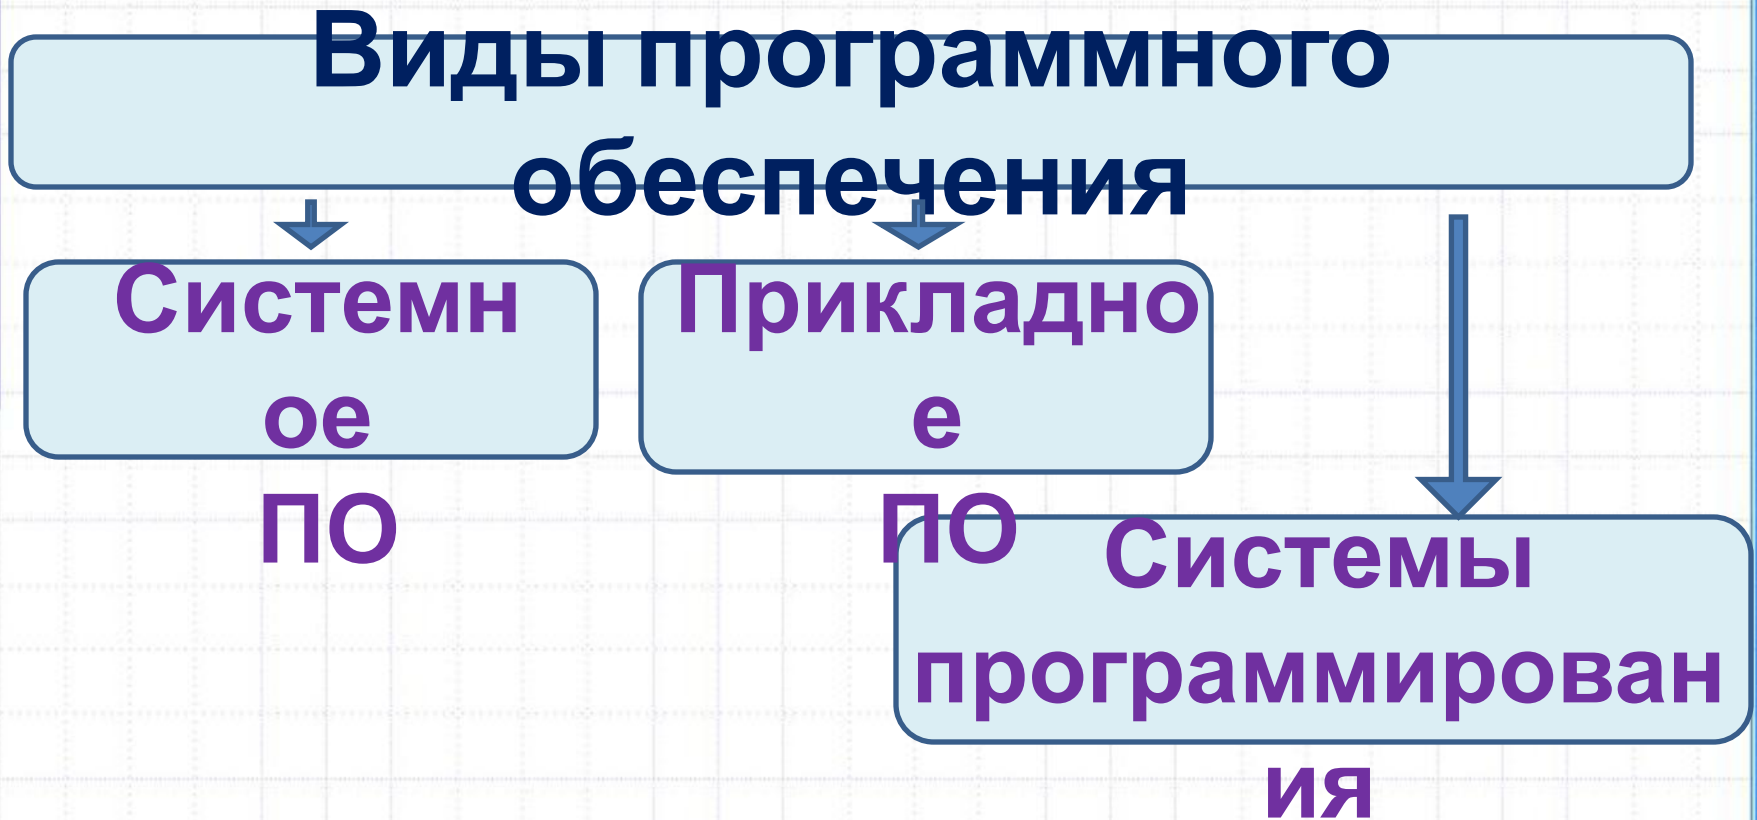 Виды программного
обеспечения
Системн
ое
ПО
Прикладно
е
ПО
Системы
программирован
ия